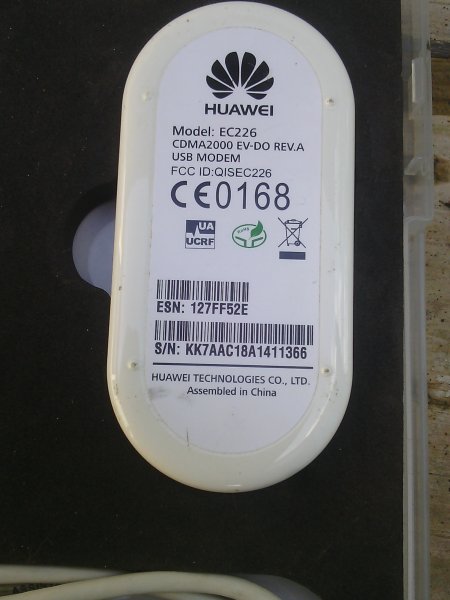 HUAWEI
Model: EC226
CDMA2000 EV-DO REV.A
USB MODEM
FCC ID:QISEC226
CE0168
UA
UCRF
ESN: 127FF52E
S/N: KK7AAC18A1411366
HUAWEI TECHNOLOGIES CO., LTD.
Assembled in China